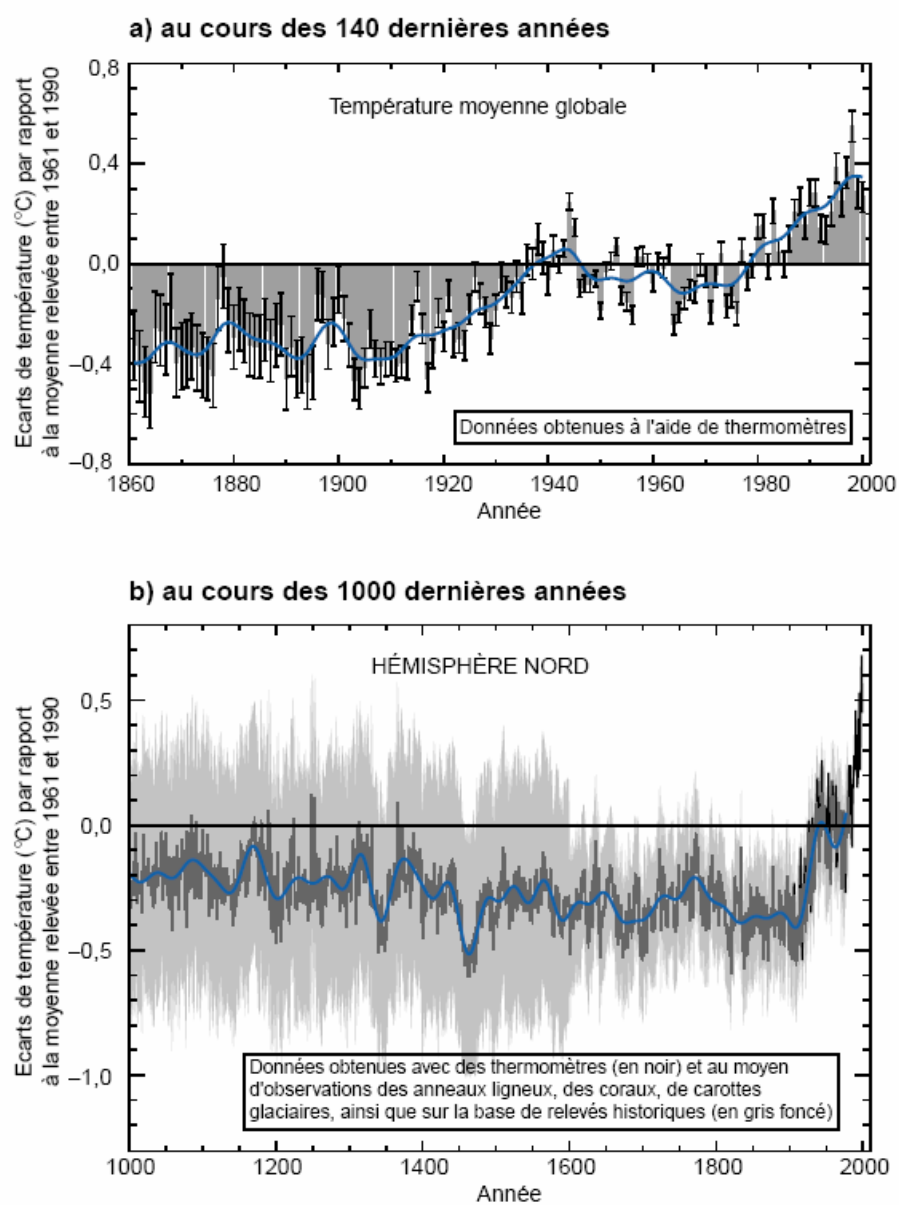 a) au cours des 140 dernières années
Ecarts de température (°C) par rapport
à la moyenne relevée entre 1961 et 1990
0,8
0,4
0,0
–0,4
–0,8
Température moyenne globale
Données obtenues à l'aide de thermomètres
1860 1880 1900 1920 1940 1960 1980 2000
Année
b) au cours des 1000 dernières années
Ecarts de température (°C) par rapport
à la moyenne relevée entre 1961 et 1990
0,5
0,0
–0,5
–1,0
HÉMISPHÈRE NORD
Données obtenues avec des thermomètres (en noir) et au moyen
d'observations des anneaux ligneux, des coraux, de carottes
glaciaires, ainsi que sur la base de relevés historiques (en gris foncé)
1000 1200 1400 1600 1800 2000
Année